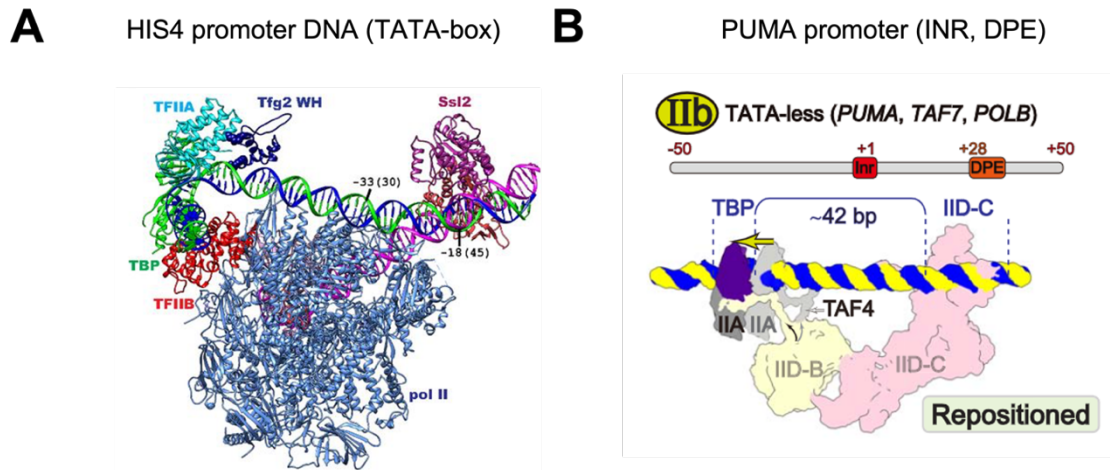 A
HIS4 promoter DNA (TATA-box)
TFIIA
Tfg2 WH
Ssl2
-33 (30)
-18 (45)
TBP
TFIIB
pol II
B
PUMA promoter (INR, DPE)
IIb TATA-less (PUMA, TAF7, POLB)
-50 +1 +28 +50
Inr DPE
TBP ~42 bp IID-C
TAF4
IIA IIA
IID-B IID-C
Repositioned